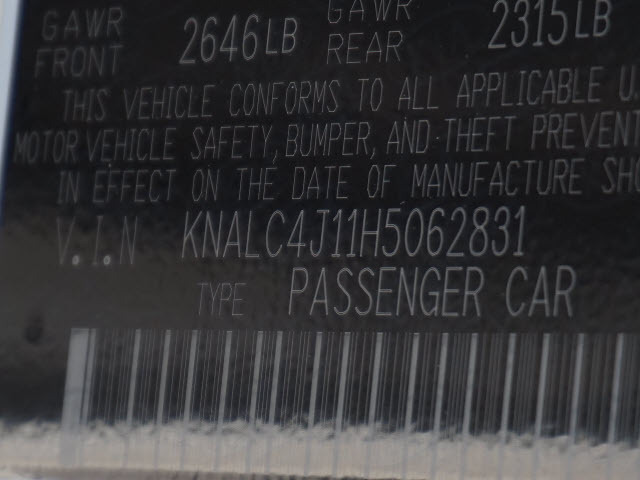 GAWR FRONT 2646LB GAWR REAR 2315LB
THIS VEHICLE CONFORMS TO ALL APPLICABLE U.
MOTOR VEHICLE SAFETY, BUMPER, AND THEFT PREVENT
IN EFFECT ON THE DATE OF MANUFACTURE SHO
V.I.N KNALC4J11H5062831
TYPE PASSENGER CAR